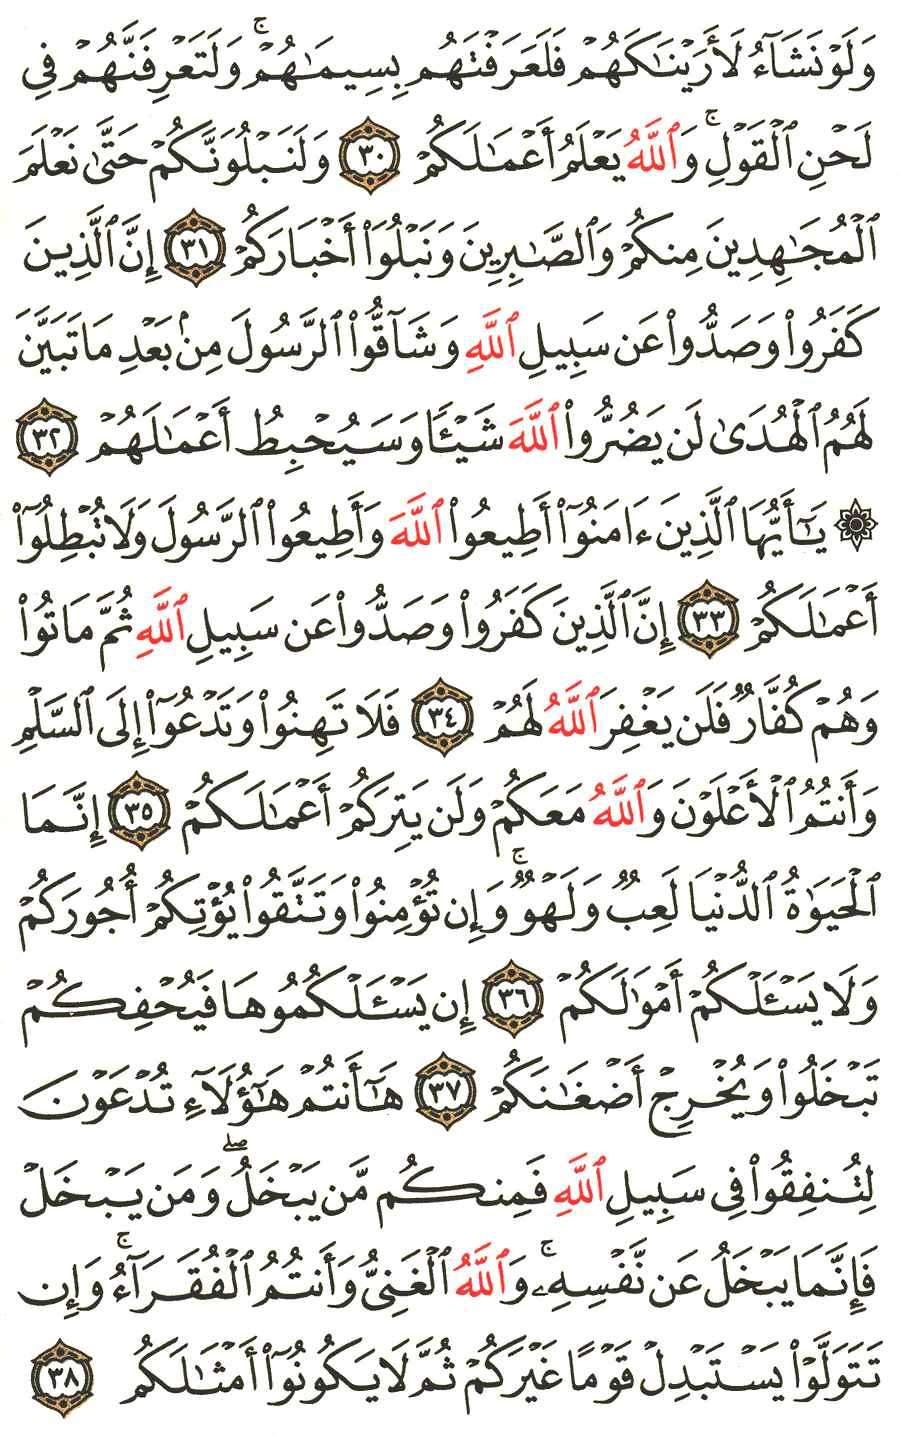 وَلَوْ نَشَآءُ لَأَرَيْنَٰكَهُمْ فَلَعَرَفْتَهُم بِسِيمَٰهُمْ ۚ وَلَتَعْرِفَنَّهُمْ فِى
لَحْنِ ٱلْقَوْلِ ۚ وَٱللَّهُ يَعْلَمُ أَعْمَٰلَكُمْ ٣٠ وَلَنَبْلُوَنَّكُمْ حَتَّىٰ نَعْلَمَ
ٱلْمُجَٰهِدِينَ مِنكُمْ وَٱلصَّٰبِرِينَ وَنَبْلُوَا۟ أَخْبَارَكُمْ ٣١ إِنَّ ٱلَّذِينَ
كَفَرُوا۟ وَصَدُّوا۟ عَن سَبِيلِ ٱللَّهِ وَشَآقُّوا۟ ٱلرَّسُولَ مِنۢ بَعْدِ مَا تَبَيَّنَ
لَهُمُ ٱلْهُدَىٰ لَن يَضُرُّوا۟ ٱللَّهَ شَيْـًٔا وَسَيُحْبِطُ أَعْمَٰلَهُمْ ٣٢
۞ يَٰٓأَيُّهَا ٱلَّذِينَ ءَامَنُوٓا۟ أَطِيعُوا۟ ٱللَّهَ وَأَطِيعُوا۟ ٱلرَّسُولَ وَلَا تُبْطِلُوٓا۟
أَعْمَٰلَكُمْ ٣٣ إِنَّ ٱلَّذِينَ كَفَرُوا۟ وَصَدُّوا۟ عَن سَبِيلِ ٱللَّهِ ثُمَّ مَاتُوا۟
وَهُمْ كُفَّارٌ فَلَن يَغْفِرَ ٱللَّهُ لَهُمْ ٣٤ فَلَا تَهِنُوا۟ وَتَدْعُوٓا۟ إِلَى ٱلسَّلْمِ
وَأَنتُمُ ٱلْأَعْلَوْنَ وَٱللَّهُ مَعَكُمْ وَلَن يَتِرَكُمْ أَعْمَٰلَكُمْ ٣٥ إِنَّمَا
ٱلْحَيَوٰةُ ٱلدُّنْيَا لَعِبٌ وَلَهْوٌ ۚ وَإِن تُؤْمِنُوا۟ وَتَتَّقُوا۟ يُؤْتِكُمْ أُجُورَكُمْ
وَلَا يَسْـَٔلْكُمْ أَمْوَٰلَكُمْ ٣٦ إِن يَسْـَٔلْكُمُوهَا فَيُحْفِكُمْ
تَبْخَلُوا۟ وَيُخْرِجْ أَضْغَٰنَكُمْ ٣٧ هَٰٓأَنتُمْ هَٰٓؤُلَآءِ تُدْعَوْنَ
لِتُنفِقُوا۟ فِى سَبِيلِ ٱللَّهِ فَمِنكُم مَّن يَبْخَلُ ۖ وَمَن يَبْخَلْ
فَإِنَّمَا يَبْخَلُ عَن نَّفْسِهِۦ ۚ وَٱللَّهُ ٱلْغَنِىُّ وَأَنتُمُ ٱلْفُقَرَآءُ ۚ وَإِن
تَتَوَلَّوْا۟ يَسْتَبْدِلْ قَوْمًا غَيْرَكُمْ ثُمَّ لَا يَكُونُوٓا۟ أَمْثَٰلَكُم ٣٨